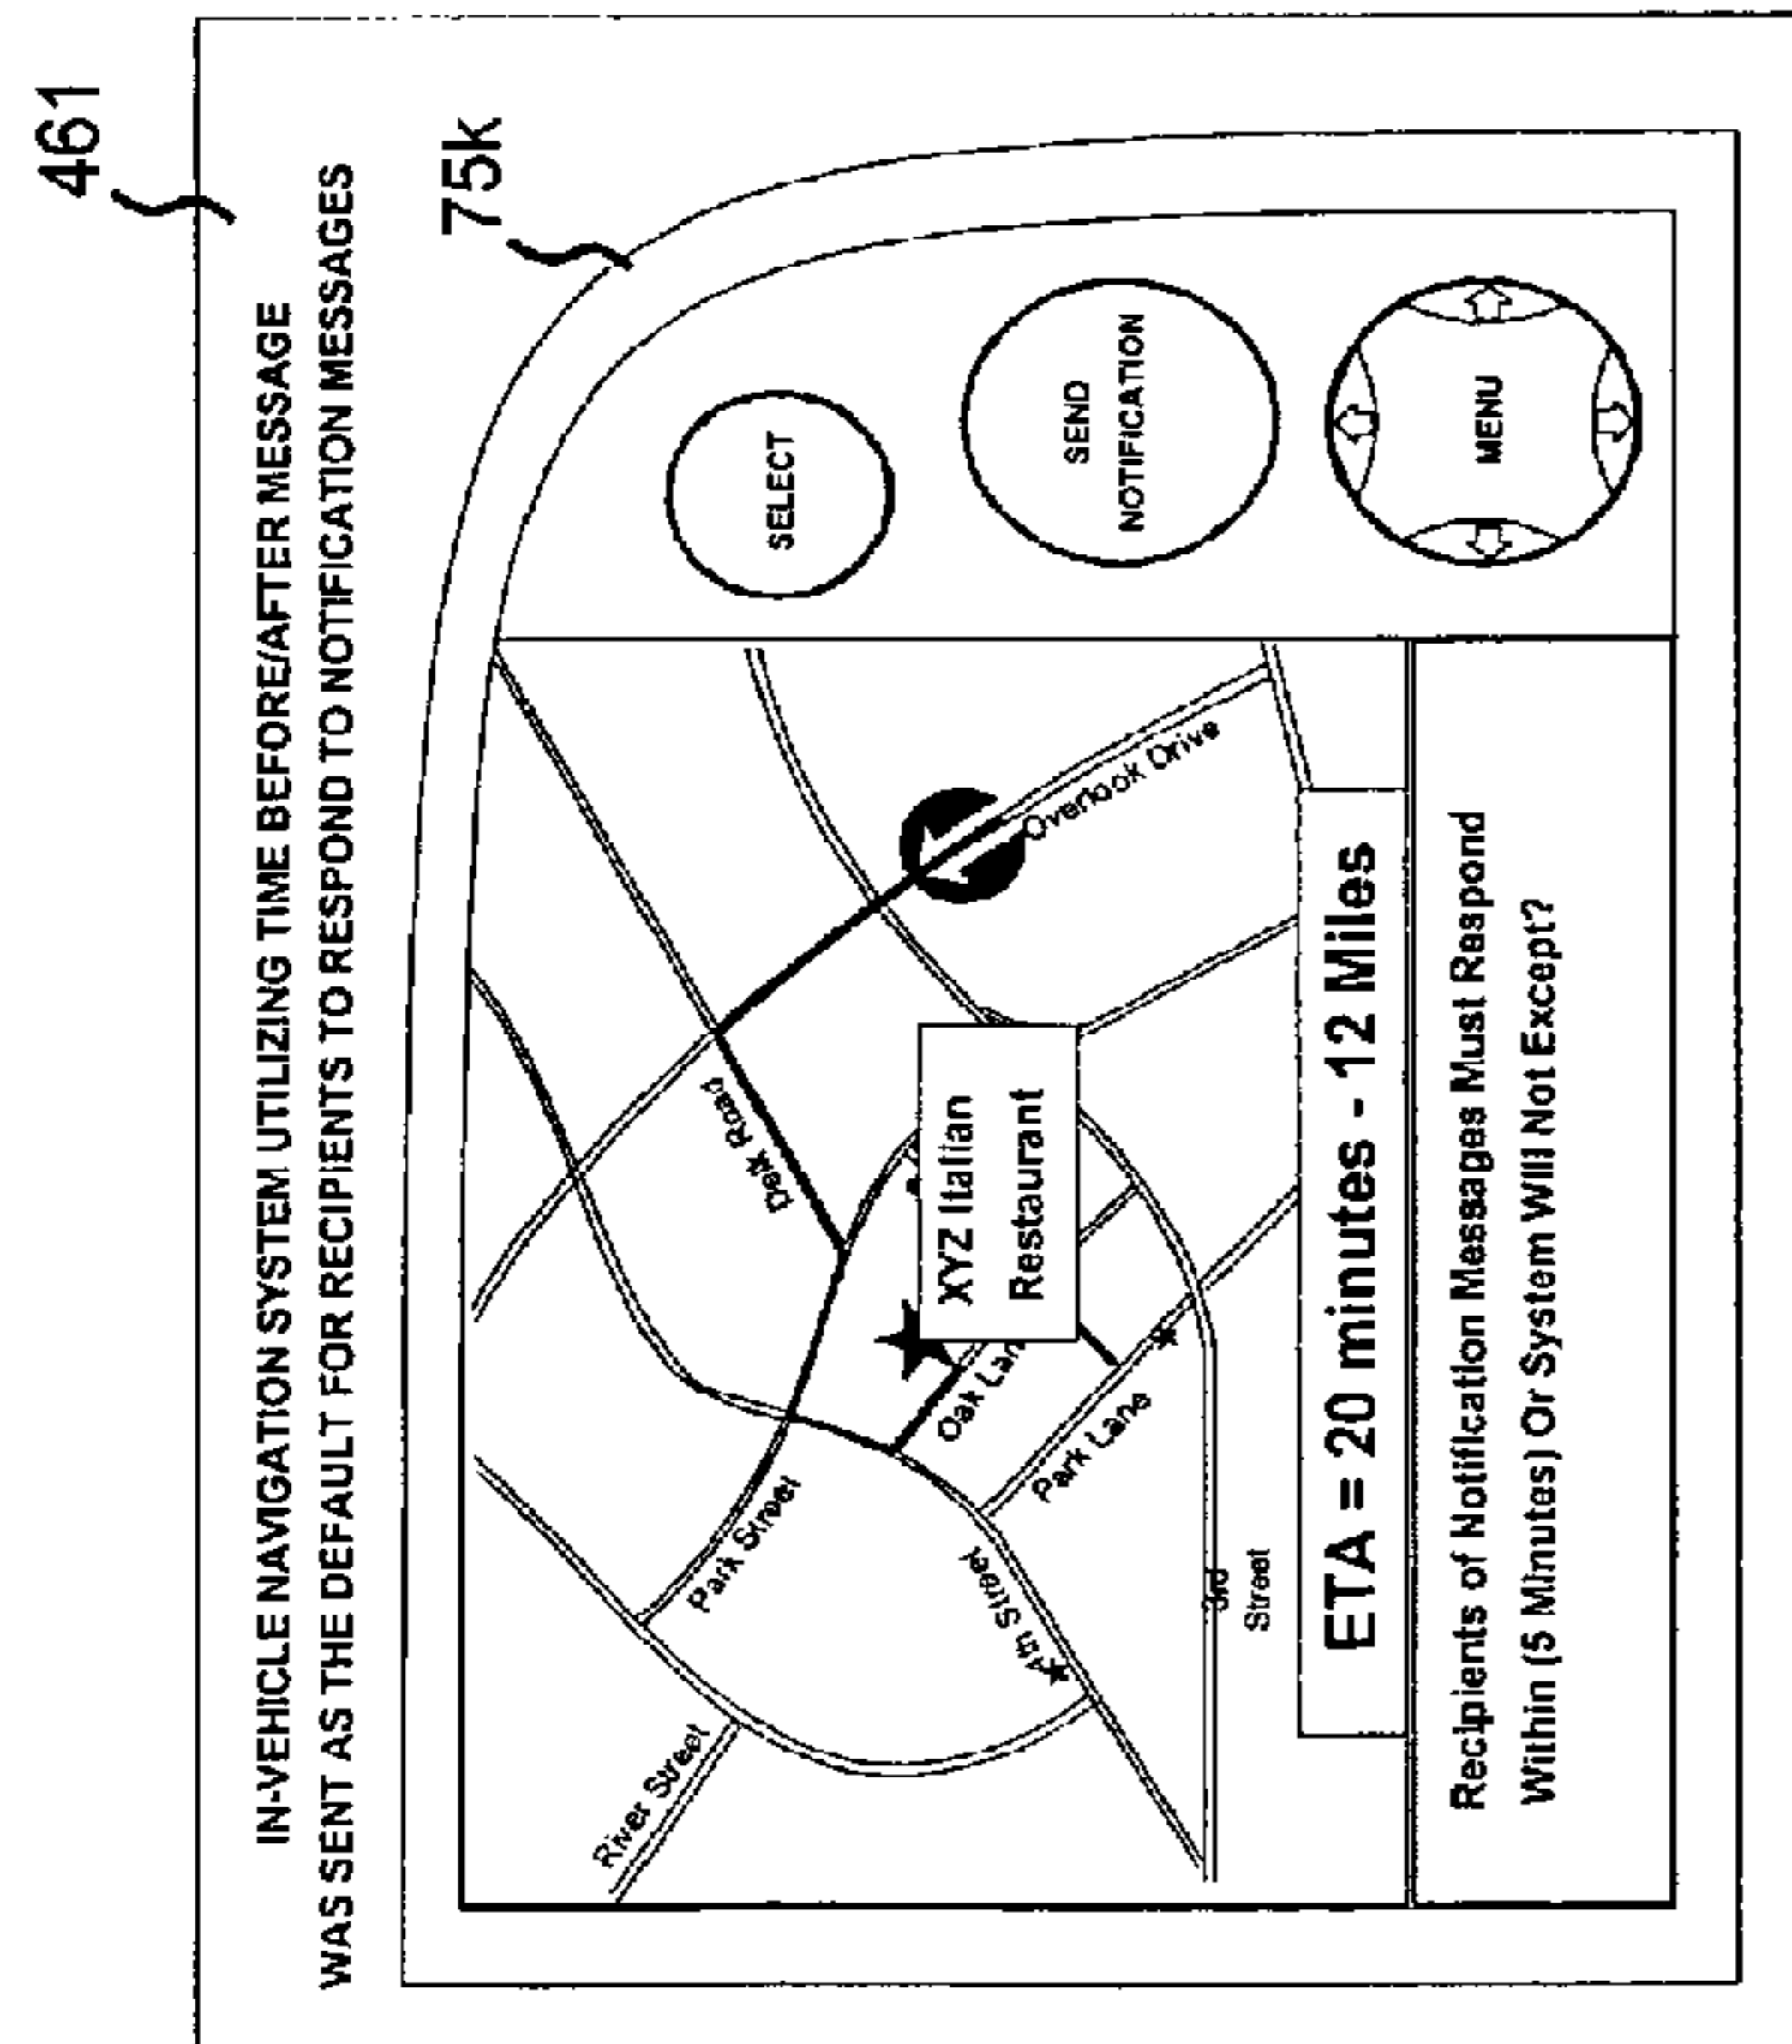 461
IN-VEHICLE NAVIGATION SYSTEM UTILIZING TIME BEFORE/AFTER MESSAGE
WAS SENT AS THE DEFAULT FOR RECIPIENTS TO RESPOND TO NOTIFICATION MESSAGES
75k
River Street
Park Street
Delk Road
4th Street
Oak Lan
Park Lane
XYZ Italian
Restaurant
Overlook Drive
3rd
Street
ETA = 20 minutes - 12 Miles
Recipients of Notification Messages Must Respond
Within (5 Minutes) Or System Will Not Except?
SELECT
SEND
NOTIFICATION
MENU